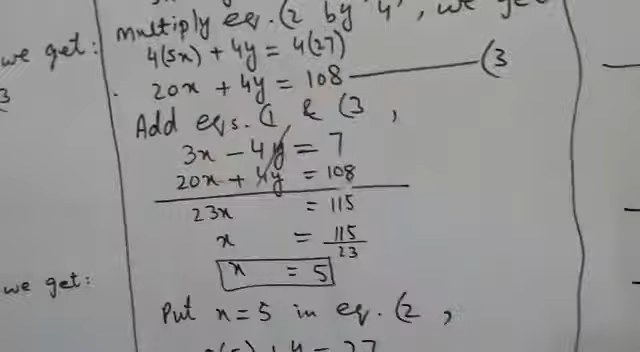 multiply eq.(2 by '4', we get
we get:
4(5x) + 4y = 4(27)
3
20x + 4y = 108 (3
Add eqs. (1 & (3 ,
3x - 4y = 7
20x + 4y = 108
23x = 115
x = 115/23
x = 5
we get:
Put x = 5 in eq. (2 ,